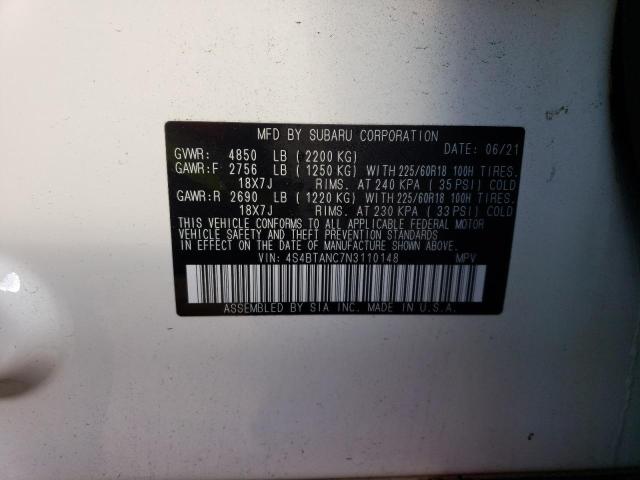 MFD BY SUBARU CORPORATION DATE: 06/21
GVWR: 4850 LB (2200 KG)
GAWR:F 2756 LB (1250 KG) WITH 225/60R18 100H TIRES.
18X7J RIMS. AT 240 KPA (35 PSI) COLD
GAWR:R 2690 LB (1220 KG) WITH 225/60R18 100H TIRES.
18X7J RIMS. AT 230 KPA (33 PSI) COLD
THIS VEHICLE CONFORMS TO ALL APPLICABLE FEDERAL MOTOR
VEHICLE SAFETY AND BUMPER STANDARDS
IN EFFECT ON THE DATE OF MANUFACTURE SHOWN ABOVE.
VIN: 4S4BTANC7N3110148 MPV
ASSEMBLED BY SIA INC. MADE IN U.S.A.